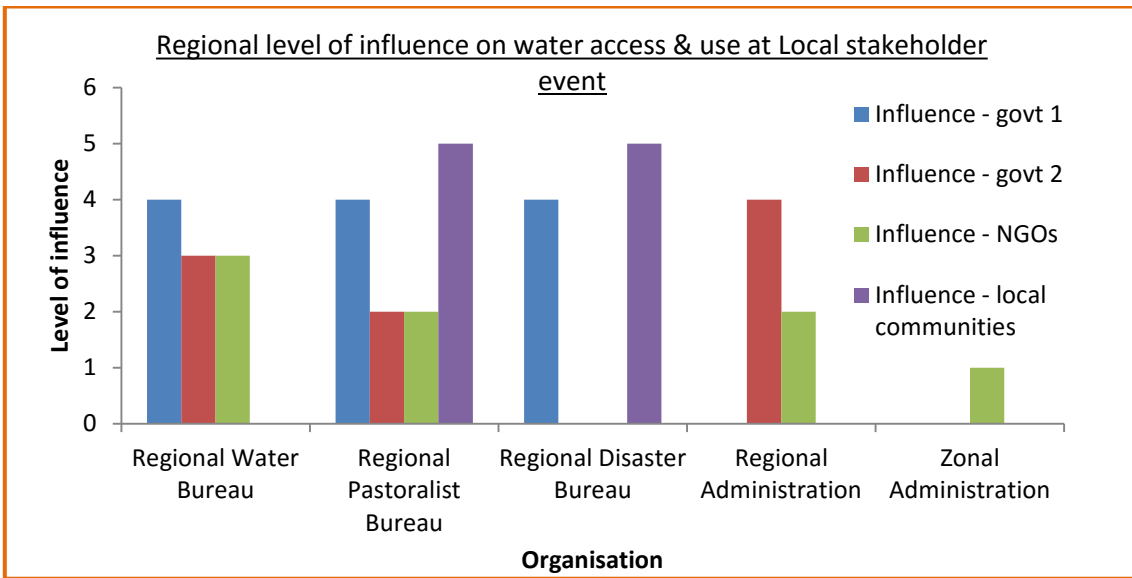 Regional level of influence on water access & use at Local stakeholder
event
6
5
4
3
2
1
0
Level of influence
Influence - govt 1
Influence - govt 2
Influence - NGOs
Influence - local
communities
Regional Water
Bureau
Regional
Pastoralist
Bureau
Regional Disaster
Bureau
Regional
Administration
Zonal
Administration
Organisation